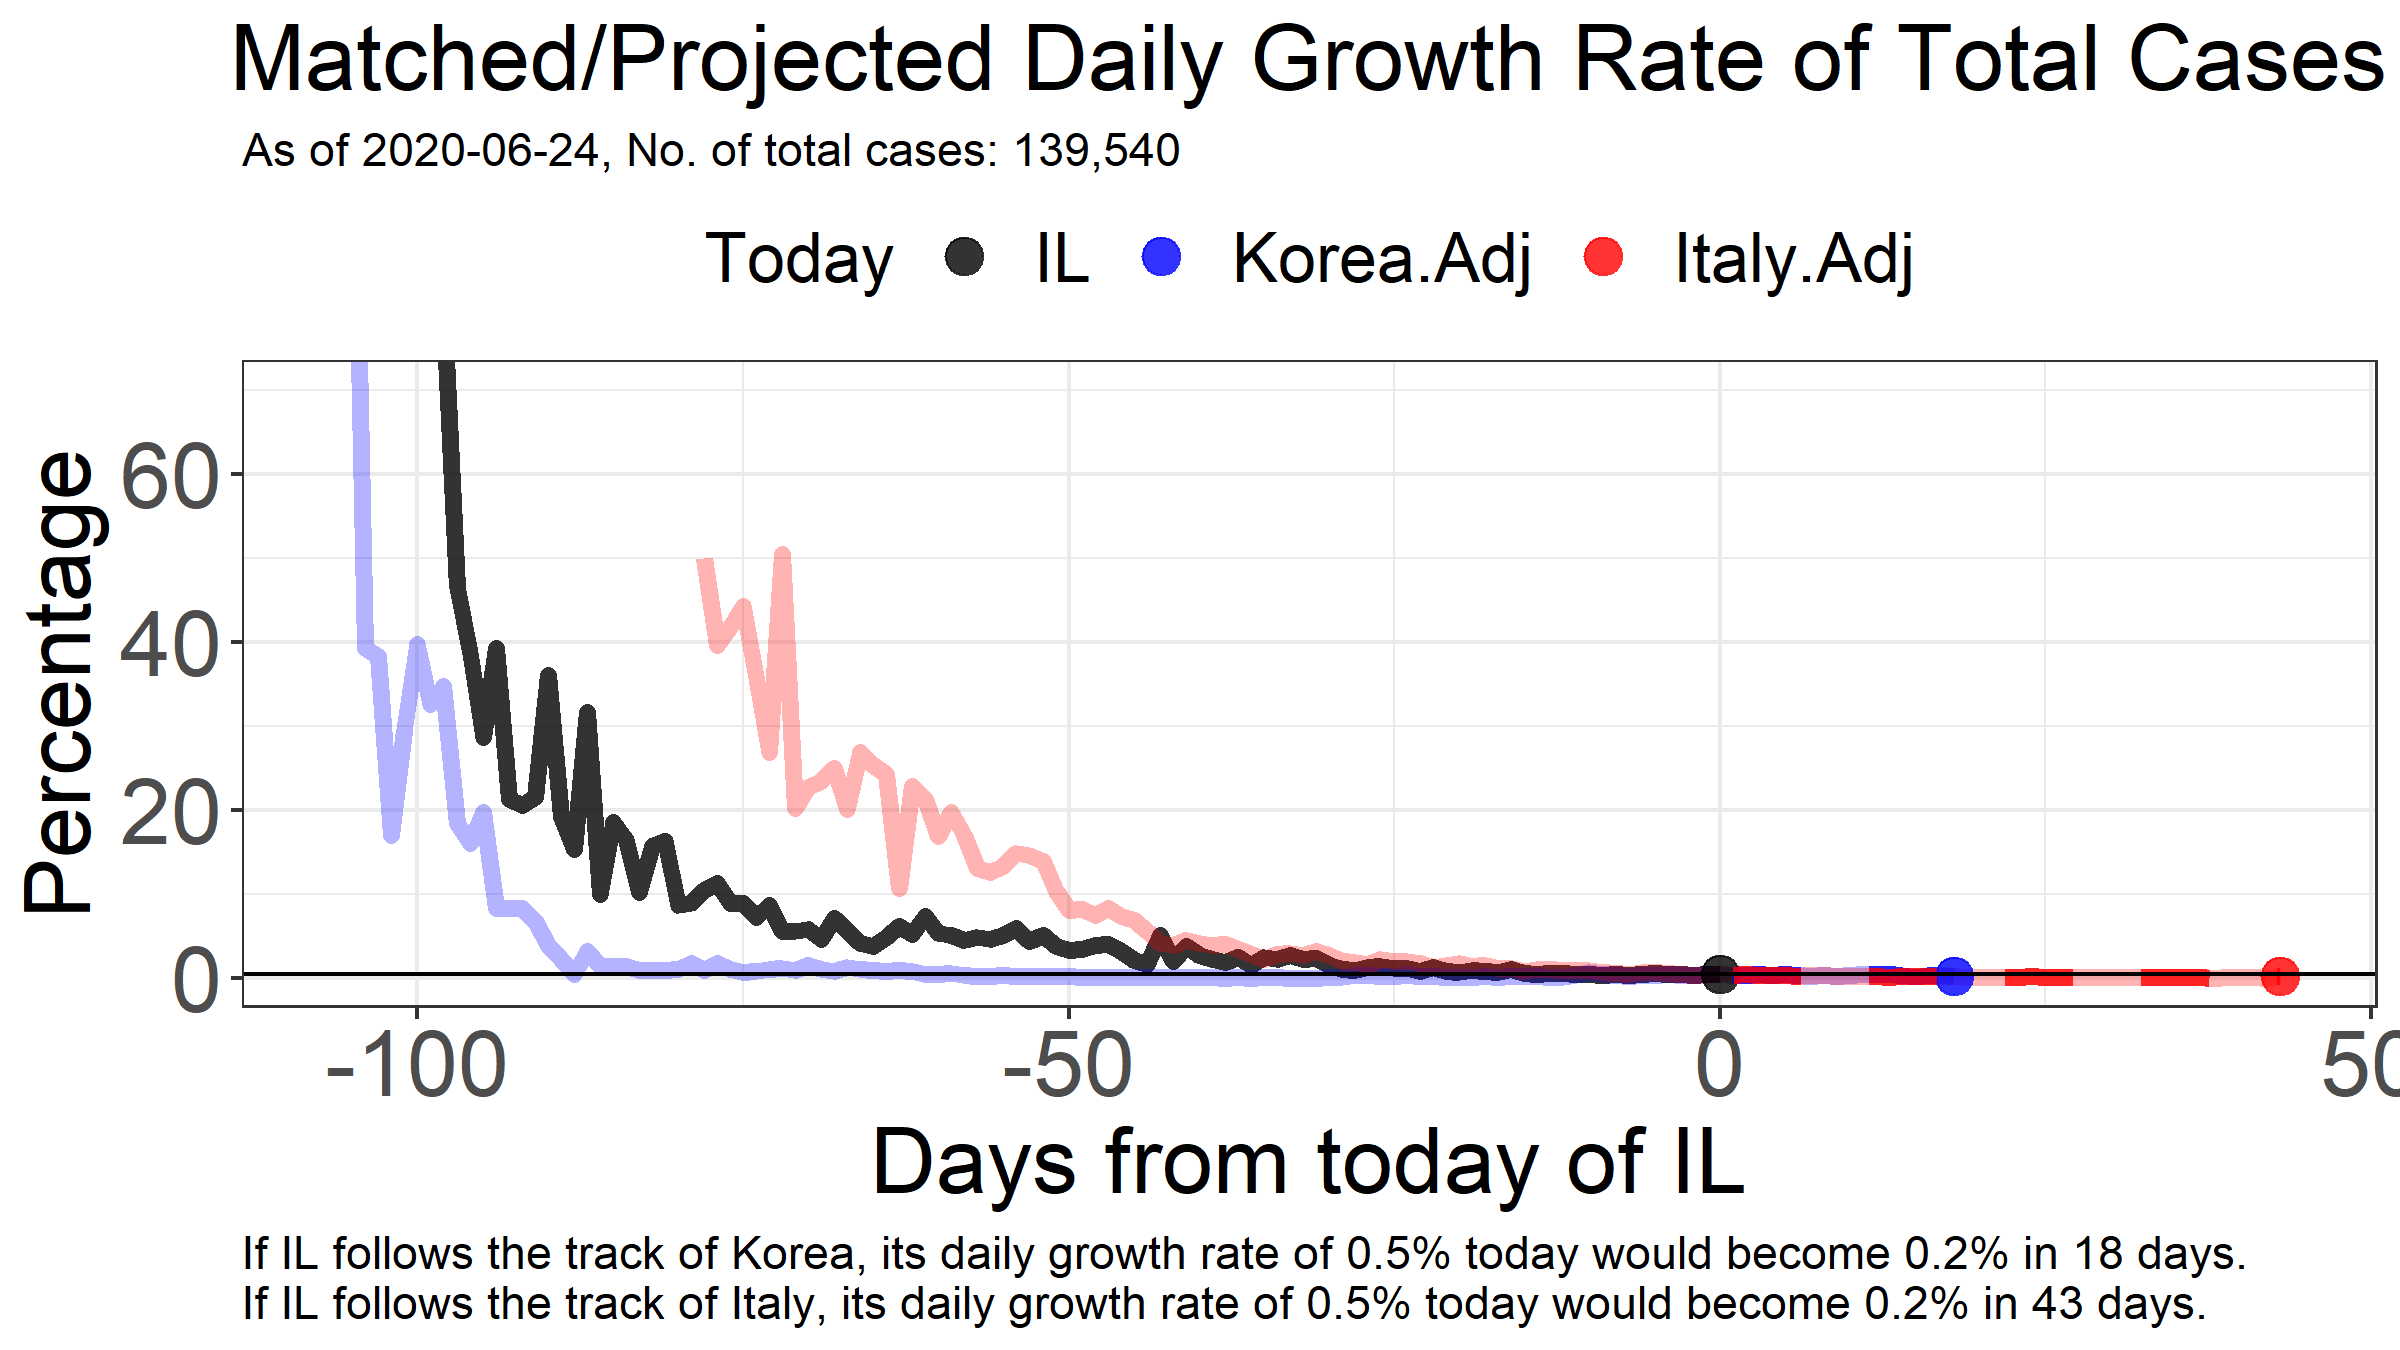 Matched/Projected Daily Growth Rate of Total Cases
As of 2020-06-24, No. of total cases: 139,540
Today IL Korea.Adj Italy.Adj
Percentage
60
40
20
0
-100 -50 0 50
Days from today of IL
If IL follows the track of Korea, its daily growth rate of 0.5% today would become 0.2% in 18 days.
If IL follows the track of Italy, its daily growth rate of 0.5% today would become 0.2% in 43 days.